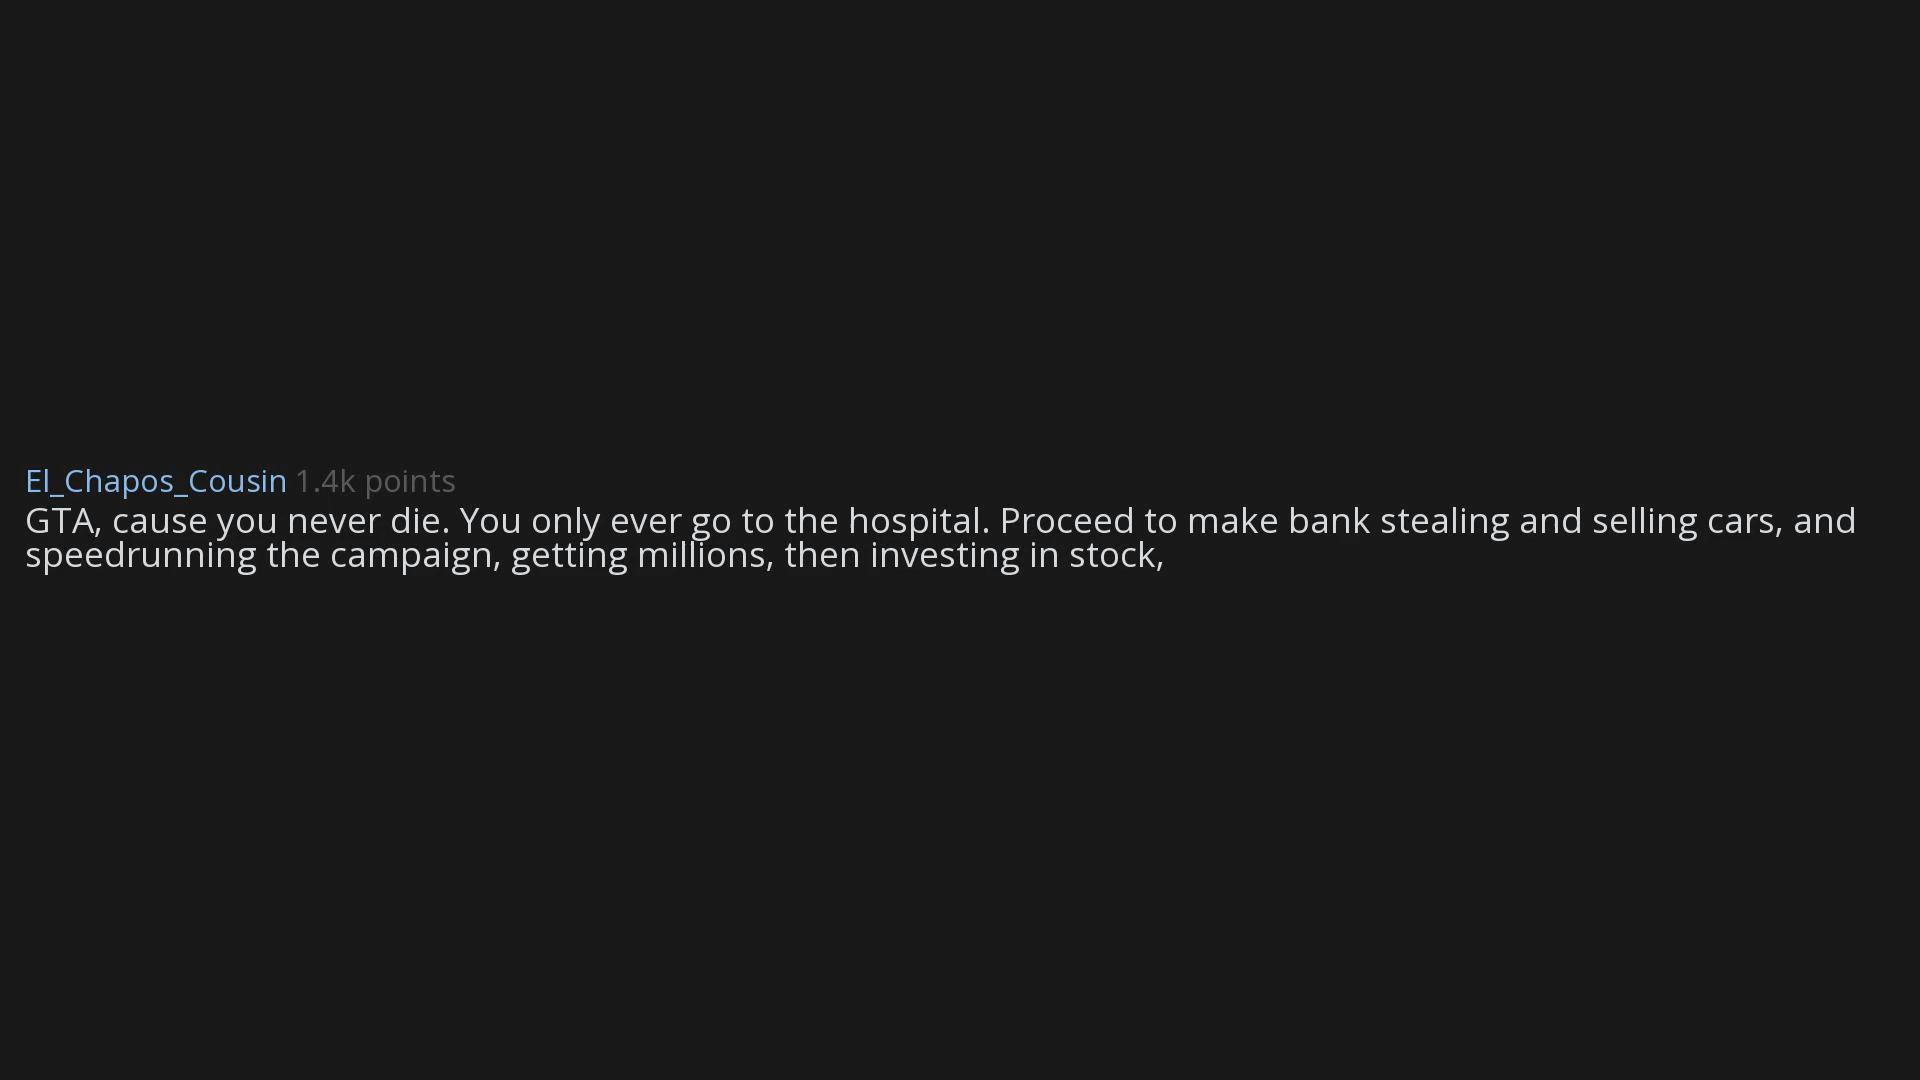 El_Chapos_Cousin 1.4k points
GTA, cause you never die. You only ever go to the hospital. Proceed to make bank stealing and selling cars, and
speedrunning the campaign, getting millions, then investing in stock,